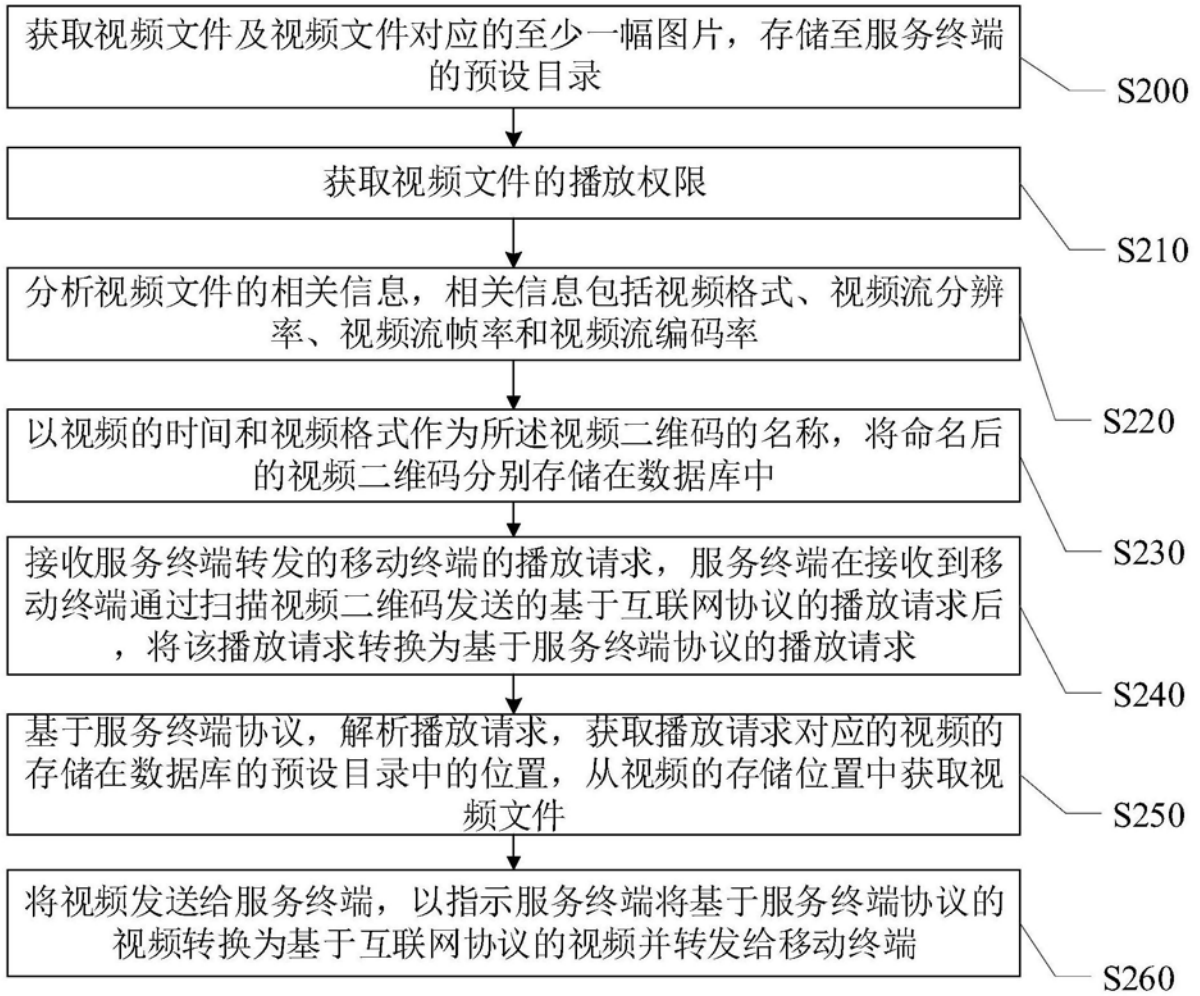 获取视频文件及视频文件对应的至少一幅图片，存储至服务终端
的预设目录
S200
获取视频文件的播放权限
S210
分析视频文件的相关信息，相关信息包括视频格式、视频流分辨
率、视频流帧率和视频流编码率
S220
以视频的时间和视频格式作为所述视频二维码的名称，将命名后
的视频二维码分别存储在数据库中
S230
接收服务终端转发的移动终端的播放请求，服务终端在接收到移
动终端通过扫描视频二维码发送的基于互联网协议的播放请求后
，将该播放请求转换为基于服务终端协议的播放请求
S240
基于服务终端协议，解析播放请求，获取播放请求对应的视频的
存储在数据库的预设目录中的位置，从视频的存储位置中获取视
频文件
S250
将视频发送给服务终端，以指示服务终端将基于服务终端协议的
视频转换为基于互联网协议的视频并转发给移动终端
S260